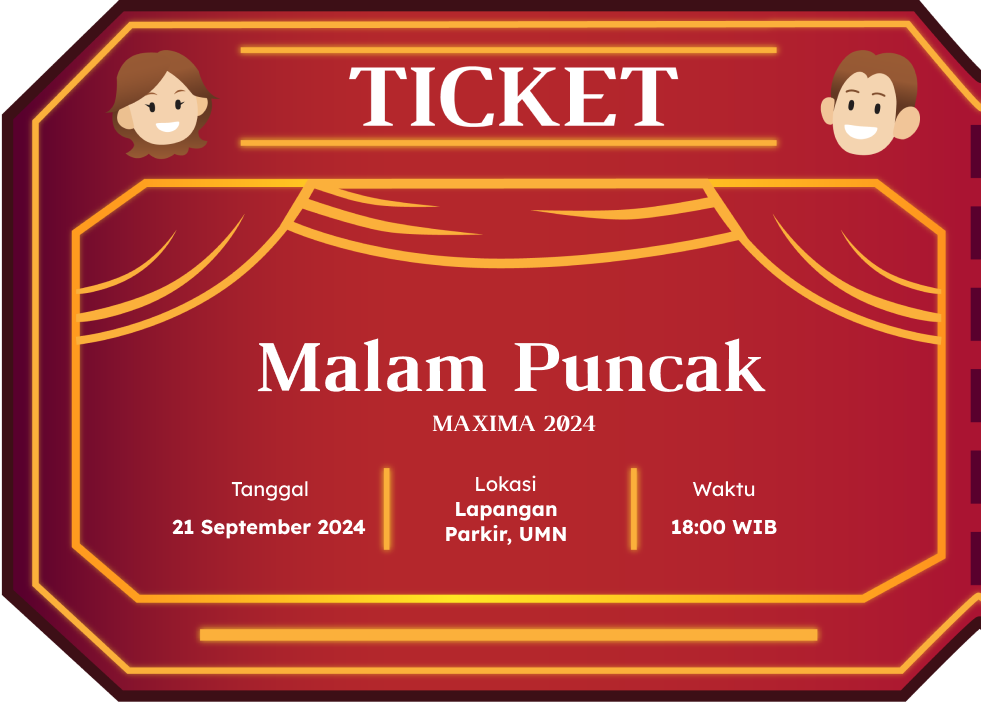 TICKET
Malam Puncak
MAXIMA 2024
Tanggal
21 September 2024
Lokasi
Lapangan
Parkir, UMN
Waktu
18:00 WIB